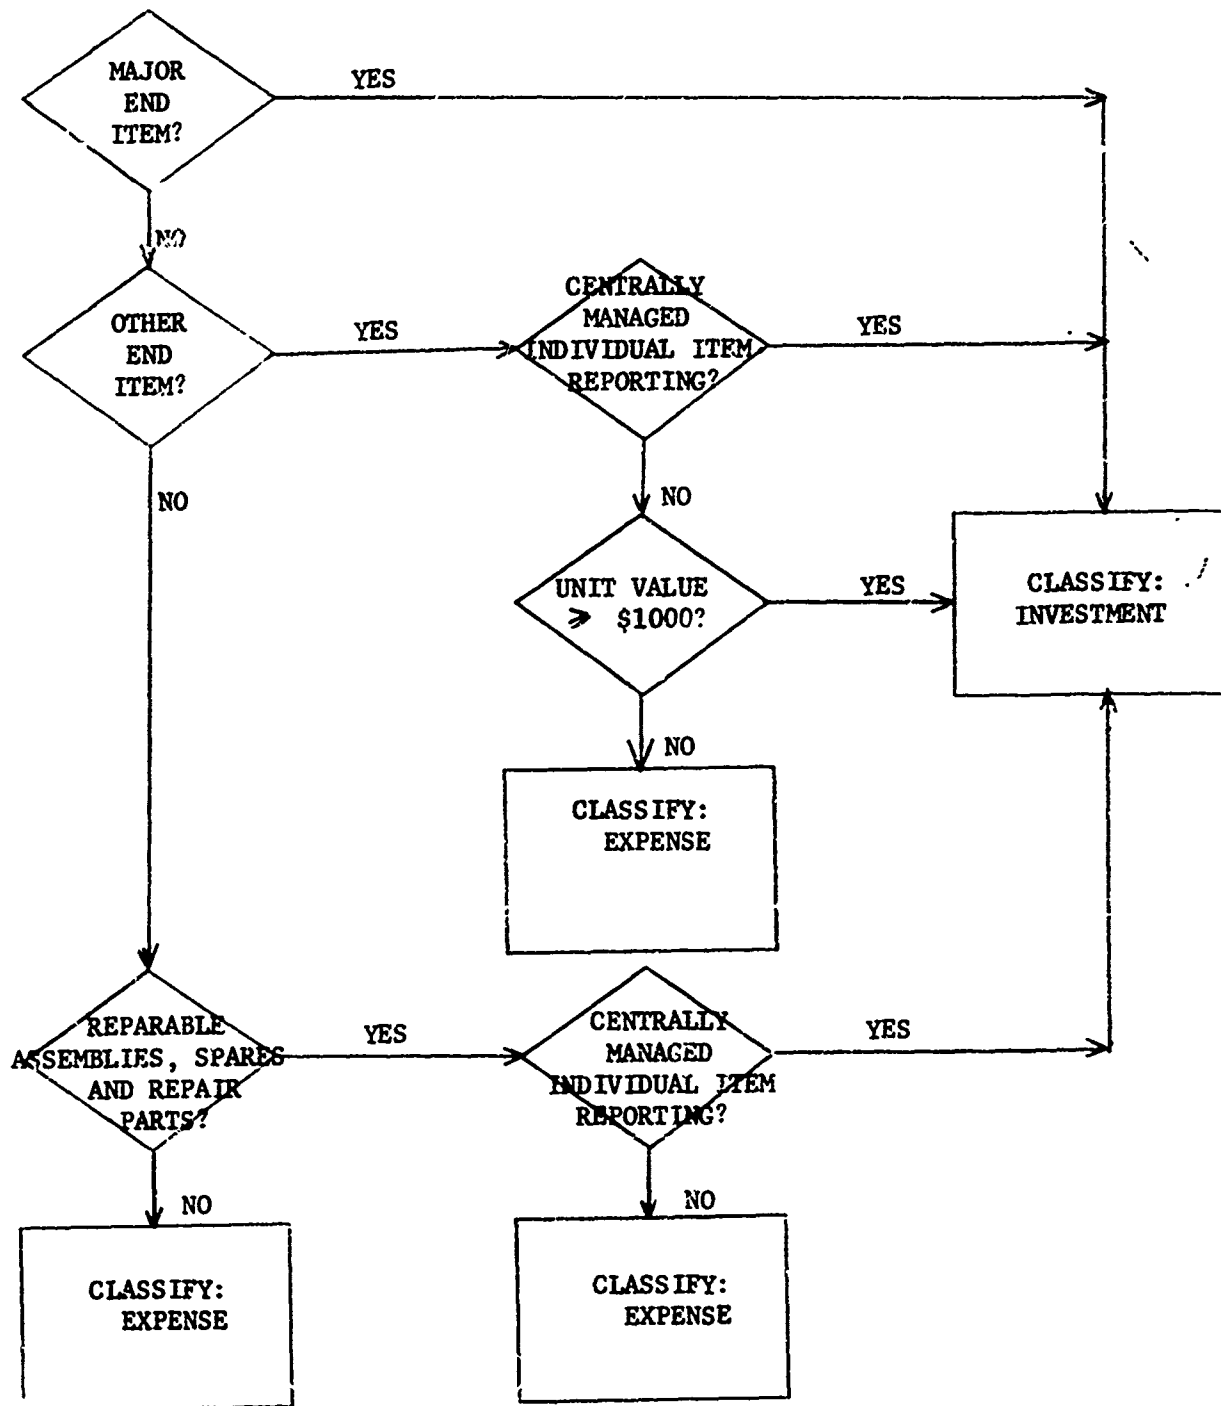 MAJOR
END
ITEM?
YES
NO
OTHER
END
ITEM?
YES
CENTRALLY
MANAGED
INDIVIDUAL ITEM
REPORTING?
YES
NO
NO
UNIT VALUE
≥ $1000?
YES
CLASSIFY:
INVESTMENT
NO
CLASSIFY:
EXPENSE
REPARABLE
ASSEMBLIES, SPARES
AND REPAIR
PARTS?
YES
CENTRALLY
MANAGED
INDIVIDUAL ITEM
REPORTING?
YES
NO
NO
CLASSIFY:
EXPENSE
CLASSIFY:
EXPENSE